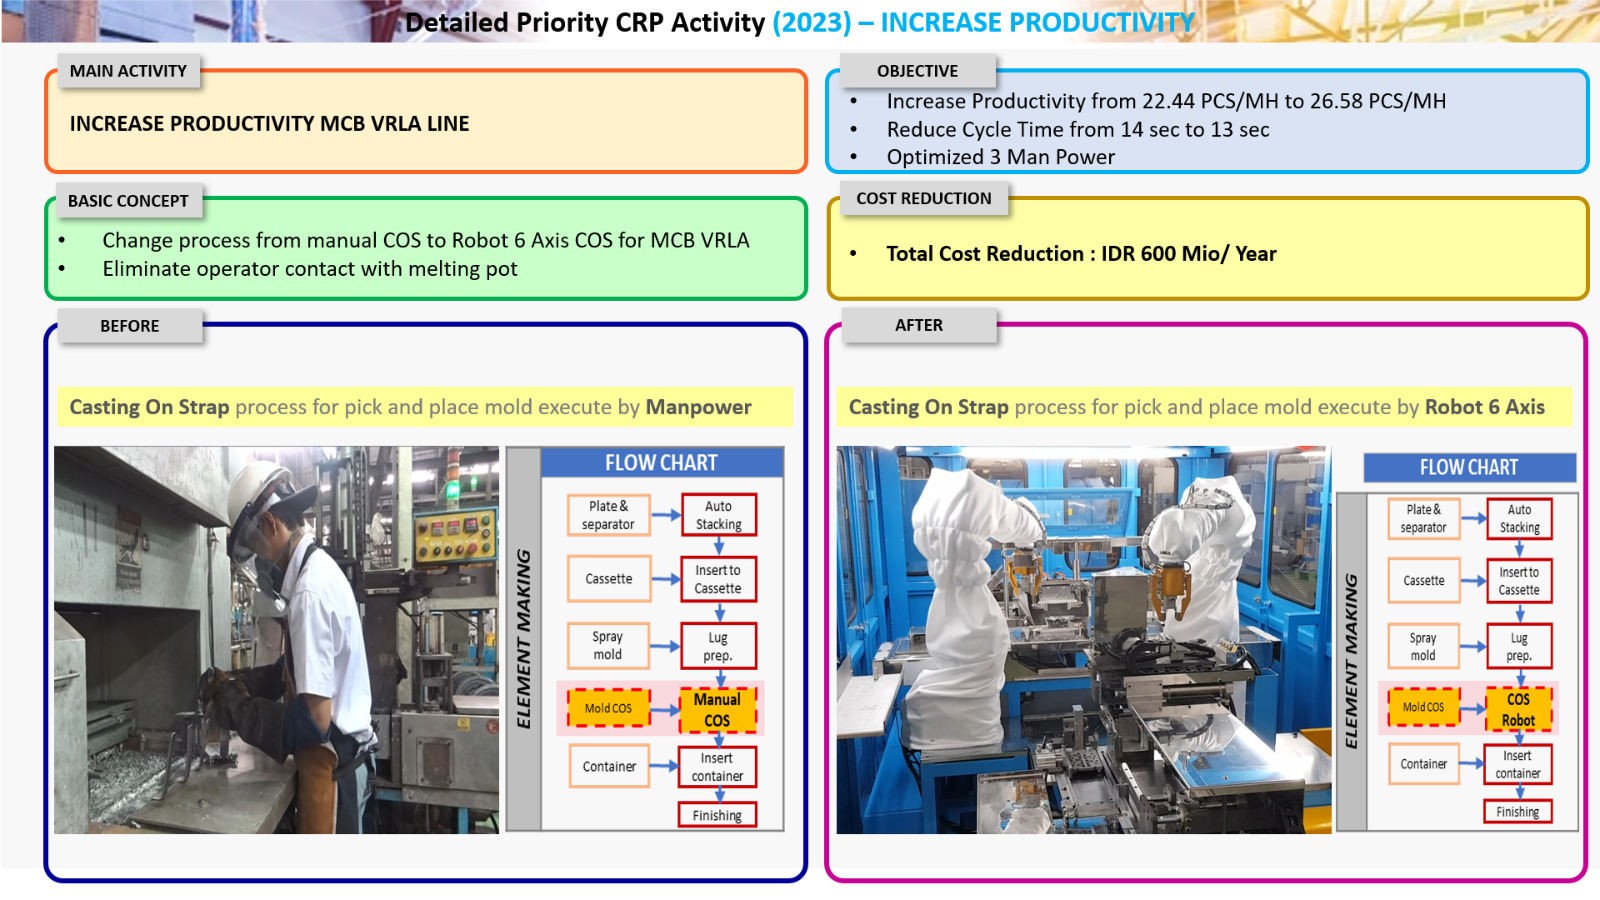 Detailed Priority CRP Activity (2023) – INCREASE PRODUCTIVITY
MAIN ACTIVITY
INCREASE PRODUCTIVITY MCB VRLA LINE
OBJECTIVE
• Increase Productivity from 22.44 PCS/MH to 26.58 PCS/MH
• Reduce Cycle Time from 14 sec to 13 sec
• Optimized 3 Man Power
BASIC CONCEPT
• Change process from manual COS to Robot 6 Axis COS for MCB VRLA
• Eliminate operator contact with melting pot
COST REDUCTION
• Total Cost Reduction : IDR 600 Mio/ Year
BEFORE
Casting On Strap process for pick and place mold execute by Manpower
FLOW CHART
ELEMENT MAKING
Plate &
separator
Auto
Stacking
Cassette
Insert to
Cassette
Spray
mold
Lug
prep.
Mold COS
Manual
COS
Container
Insert
container
Finishing
AFTER
Casting On Strap process for pick and place mold execute by Robot 6 Axis
FLOW CHART
ELEMENT MAKING
Plate &
separator
Auto
Stacking
Cassette
Insert to
Cassette
Spray
mold
Lug
prep.
Mold COS
COS
Robot
Container
Insert
container
Finishing